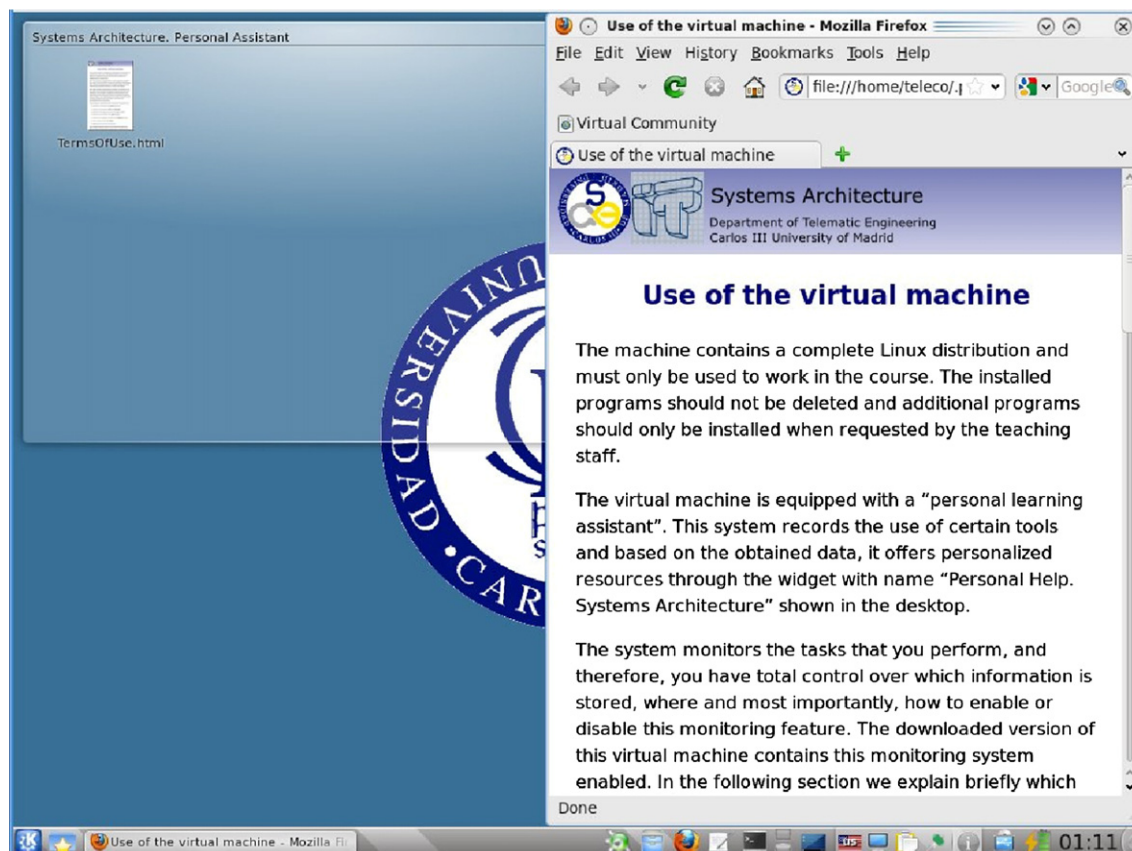 Systems Architecture. Personal Assistant
TermsOfUse.html
UNIVERSIDAD · CAR
Use of the virtual machine - Mozilla Firefox
File Edit View History Bookmarks Tools Help
file:///home/teleco/.p
Google
Virtual Community
Use of the virtual machine
Systems Architecture
Department of Telematic Engineering
Carlos III University of Madrid
Use of the virtual machine
The machine contains a complete Linux distribution and
must only be used to work in the course. The installed
programs should not be deleted and additional programs
should only be installed when requested by the teaching
staff.
The virtual machine is equipped with a “personal learning
assistant”. This system records the use of certain tools
and based on the obtained data, it offers personalized
resources through the widget with name “Personal Help.
Systems Architecture” shown in the desktop.
The system monitors the tasks that you perform, and
therefore, you have total control over which information is
stored, where and most importantly, how to enable or
disable this monitoring feature. The downloaded version of
this virtual machine contains this monitoring system
enabled. In the following section we explain briefly which
Done
Use of the virtual machine - Mozilla Fi
US
01:11